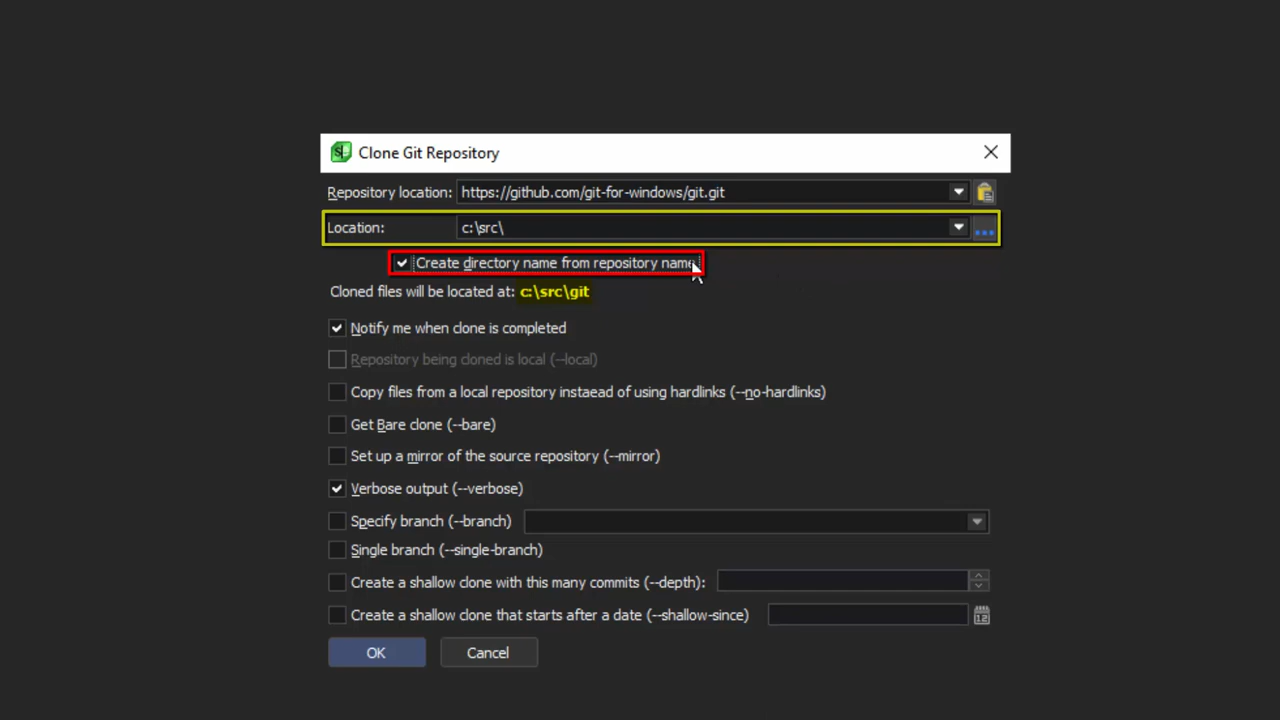 Clone Git Repository
Repository location: https://github.com/git-for-windows/git.git
Location: c:\src\
Create directory name from repository name
Cloned files will be located at: c:\src\git
Notify me when clone is completed
Repository being cloned is local (--local)
Copy files from a local repository instaead of using hardlinks (--no-hardlinks)
Get Bare clone (--bare)
Set up a mirror of the source repository (--mirror)
Verbose output (--verbose)
Specify branch (--branch)
Single branch (--single-branch)
Create a shallow clone with this many commits (--depth):
Create a shallow clone that starts after a date (--shallow-since)
12
OK Cancel